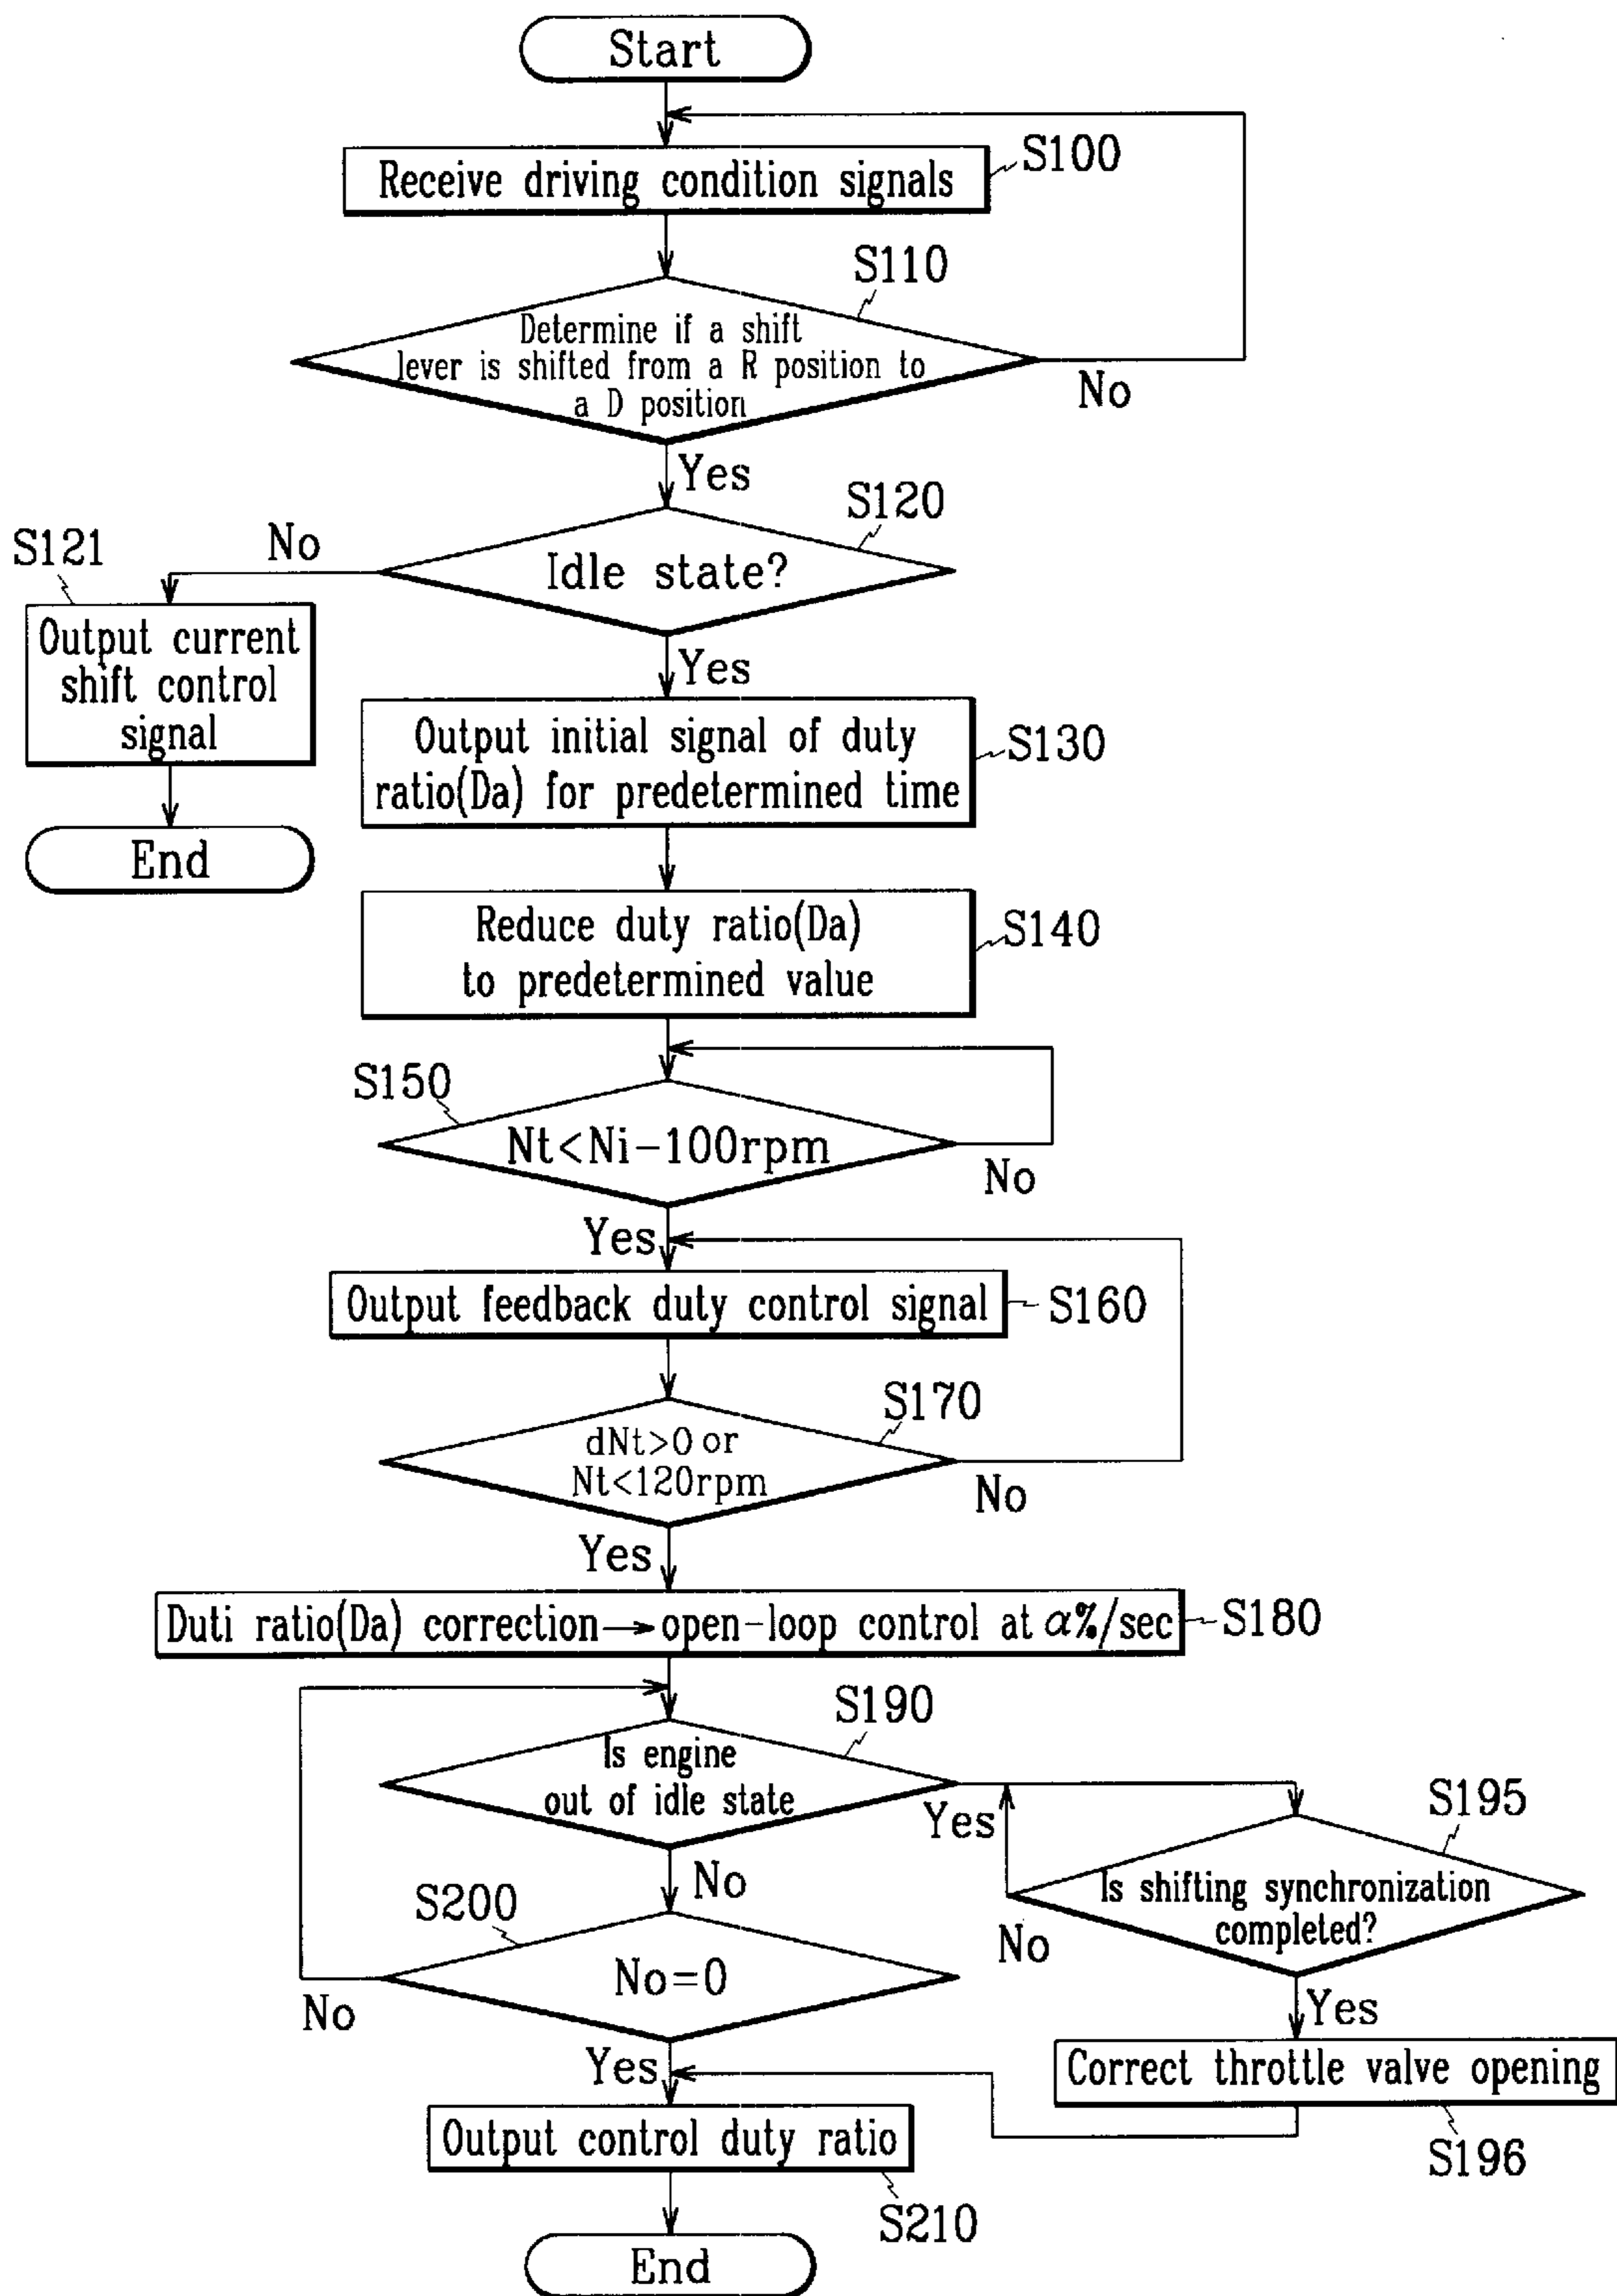 Start
Receive driving condition signals
S100
S110
Determine if a shift
lever is shifted from a R position to
a D position
No
Yes
S120
Idle state?
No
S121
Output current
shift control
signal
End
Yes
Output initial signal of duty
ratio(Da) for predetermined time
S130
Reduce duty ratio(Da)
to predetermined value
S140
S150
Nt<Ni-100rpm
No
Yes
Output feedback duty control signal
S160
S170
dNt>0 or
Nt<120rpm
No
Yes
Duti ratio(Da) correction→open-loop control at α%/sec
S180
S190
Is engine
out of idle state
Yes
S195
Is shifting synchronization
completed?
No
Yes
Correct throttle valve opening
S196
No
S200
No=0
No
Yes
Output control duty ratio
S210
End